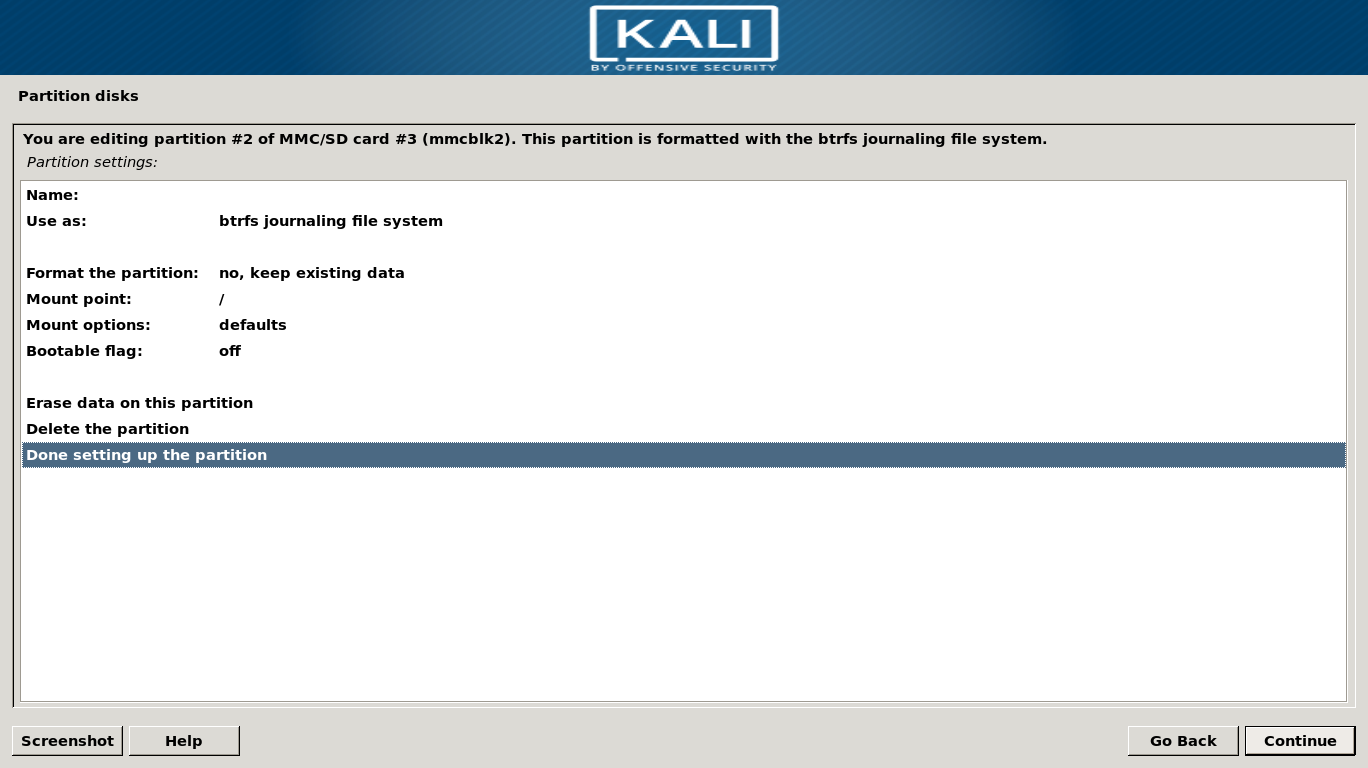 KALI
BY OFFENSIVE SECURITY
Partition disks
You are editing partition #2 of MMC/SD card #3 (mmcblk2). This partition is formatted with the btrfs journaling file system.
Partition settings:
Name:
Use as: btrfs journaling file system
Format the partition: no, keep existing data
Mount point: /
Mount options: defaults
Bootable flag: off
Erase data on this partition
Delete the partition
Done setting up the partition
Screenshot Help Go Back Continue